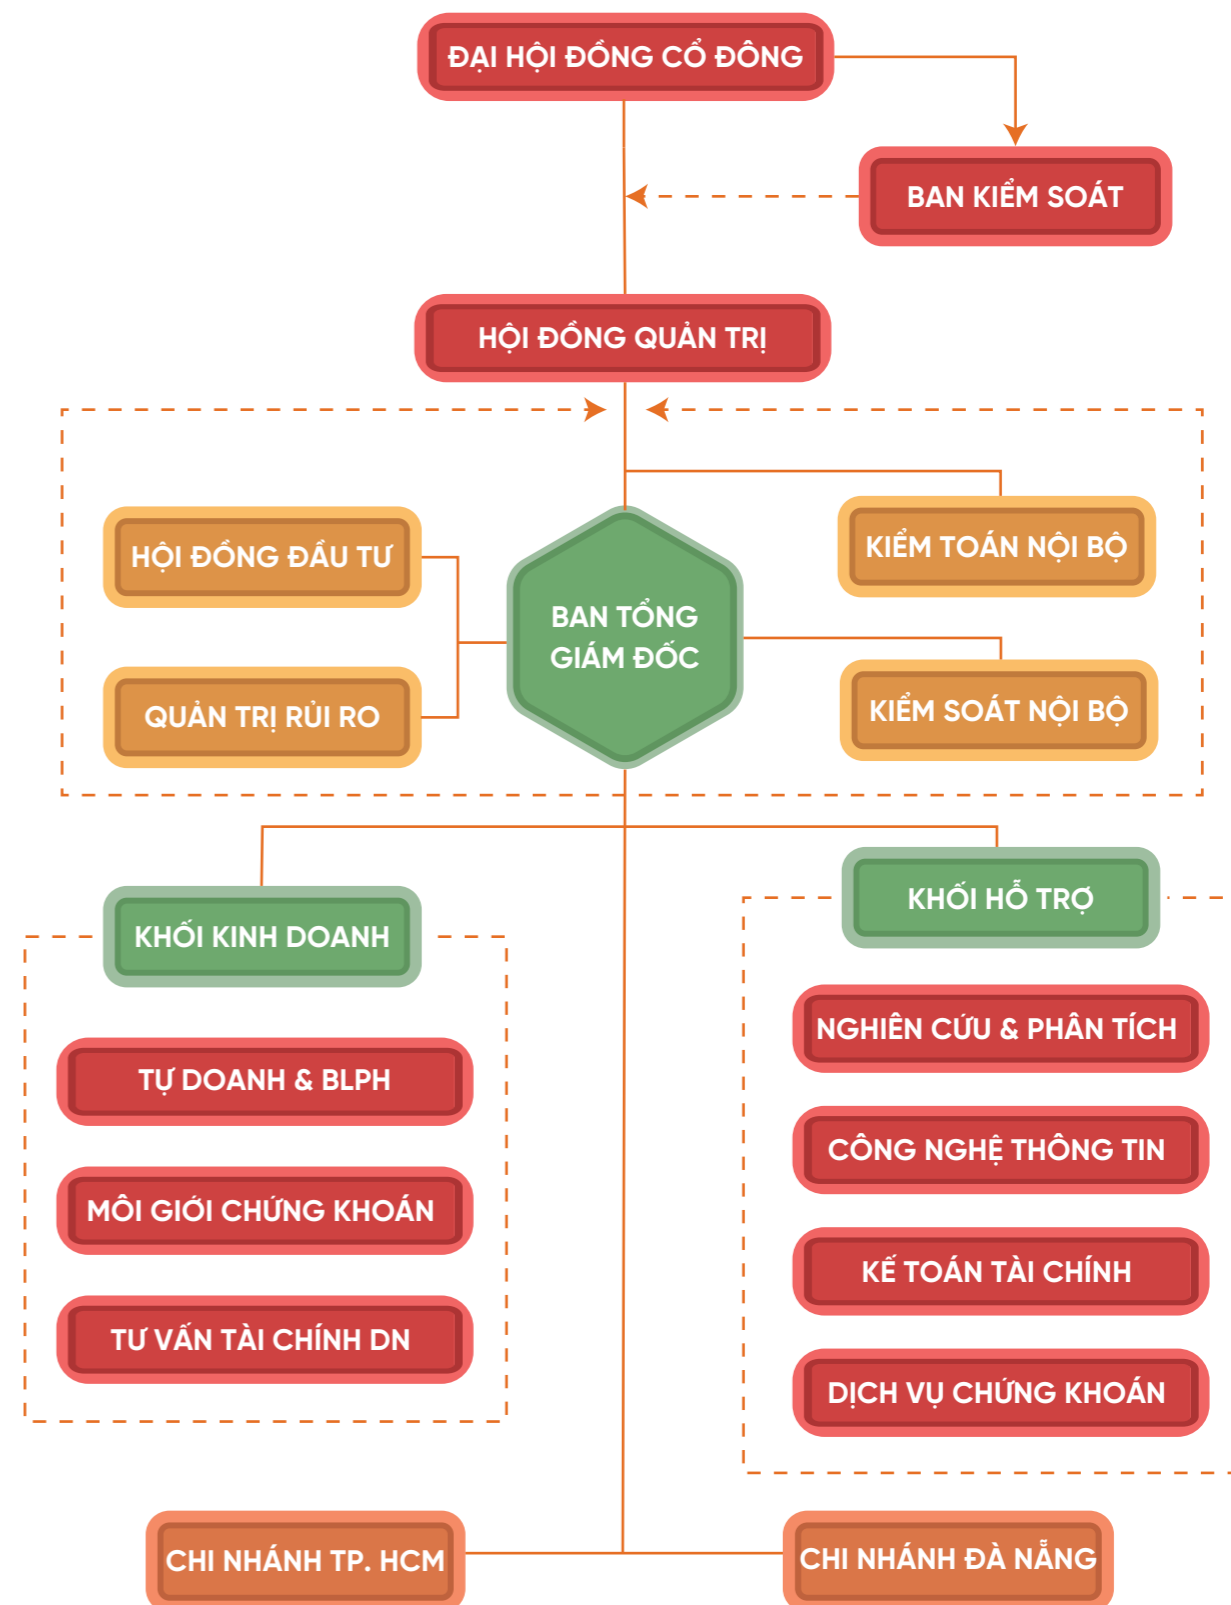 ĐẠI HỘI ĐỒNG CỔ ĐÔNG
BAN KIỂM SOÁT
HỘI ĐỒNG QUẢN TRỊ
HỘI ĐỒNG ĐẦU TƯ
KIỂM TOÁN NỘI BỘ
BAN TỔNG
GIÁM ĐỐC
QUẢN TRỊ RỦI RO
KIỂM SOÁT NỘI BỘ
KHỐI KINH DOANH
TỰ DOANH & BLPH
MÔI GIỚI CHỨNG KHOÁN
TƯ VẤN TÀI CHÍNH DN
KHỐI HỖ TRỢ
NGHIÊN CỨU & PHÂN TÍCH
CÔNG NGHỆ THÔNG TIN
KẾ TOÁN TÀI CHÍNH
DỊCH VỤ CHỨNG KHOÁN
CHI NHÁNH TP. HCM
CHI NHÁNH ĐÀ NẴNG